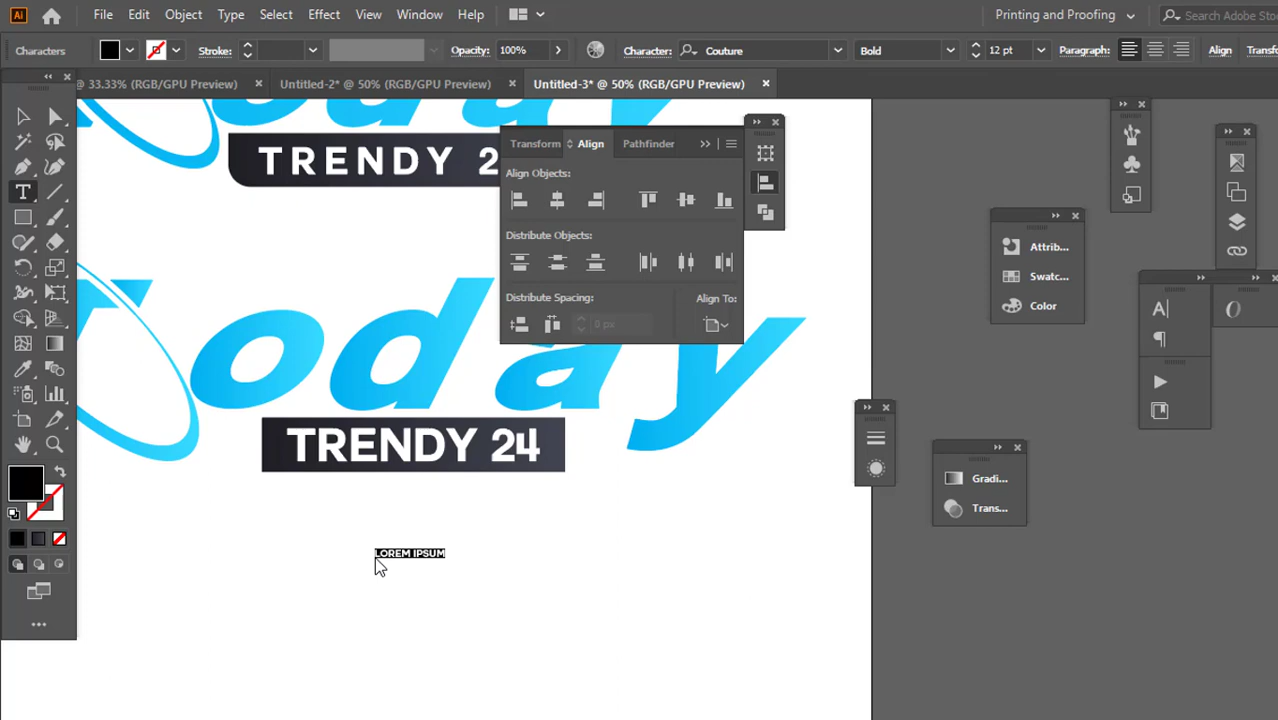 Ai File Edit Object Type Select Effect View Window Help Printing and Proofing Search Adobe Sto
Characters Stroke: Opacity: 100% Character: Couture Bold 12 pt Paragraph: Align Transfo
@ 33.33% (RGB/GPU Preview) × Untitled-2* @ 50% (RGB/GPU Preview) × Untitled-3* @ 50% (RGB/GPU Preview) ×
oday
TRENDY 2
Transform Align Pathfinder
Align Objects:
Distribute Objects:
Distribute Spacing: Align To:
0 px
Attrib...
Swatc...
Color
Today
TRENDY 24
Gradi...
Trans...
LOREM IPSUM